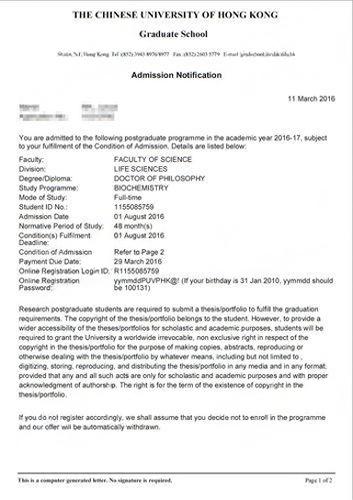 THE CHINESE UNIVERSITY OF HONG KONG
Graduate School
Shatin, N.T. Hong Kong Tel: (852) 3943 8976/8977 Fax: (852) 2603 5779 E-mail:
Admission Notification
11 March 2016
You are admitted to the following postgraduate programme in the academic year 2016-17, subject
to your fulfillment of the Condition of Admission. Details are listed below:
Faculty: FACULTY OF SCIENCE
Division: LIFE SCIENCES
Degree/Diploma: DOCTOR OF PHILOSOPHY
Study Programme: BIOCHEMISTRY
Mode of Study: Full-time
Student ID No.: 1155085759
Admission Date 01 August 2016
Normative Period of Study: 48 month(s)
Condition(s) Fulfilment 01 August 2016
Deadline:
Condition of Admission Refer to Page 2
Payment Due Date: 29 March 2016
Online Registration Login ID. R1155085759
Online Registration yymmddPUVPHK@! (If your birthday is 31 Jan 2010, yymmdd should
Password: be 100131)
Research postgraduate students are required to submit a thesis/portfolio to fulfill the graduation
requirements. The copyright of the thesis/portfolio belongs to the student. However, to provide a
wider accessibility of the theses/portfolios for scholastic and academic purposes, students will be
required to grant the University a worldwide irrevocable, non exclusive right in respect of the
copyright in the thesis/portfolio for the purpose of making copies, abstracts, reproducing or
otherwise dealing with the thesis/portfolio by whatever means, including but not limited to ,
digitizing, storing, reproducing, and distributing the thesis/portfolio in any media and in any format;
provided that any and all such acts are only for scholastic and academic purposes and with proper
acknowledgment of authorship. The right is for the term of the existence of copyright in the
thesis/portfolio.
If you do not register accordingly, we shall assume that you decide not to enroll in the programme
and our offer will be automatically withdrawn.
This is a computer generated letter. No signature is required. Page 1 of 2